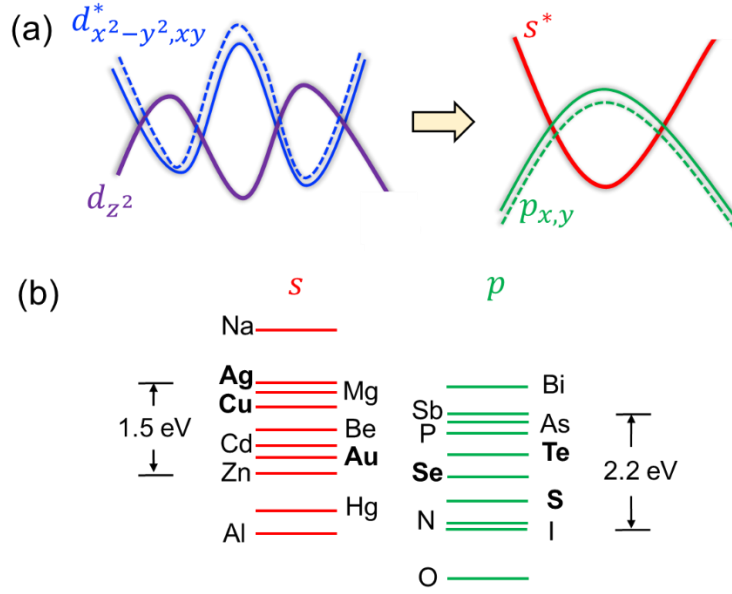 (a)
d*x²−y²,xy
dz²
s*
px,y
(b)
s
p
Na
Ag
Mg
Cu
1.5 eV
Be
Cd
Au
Zn
Hg
Al
Bi
Sb
As
P
Te
Se
2.2 eV
S
N
I
O